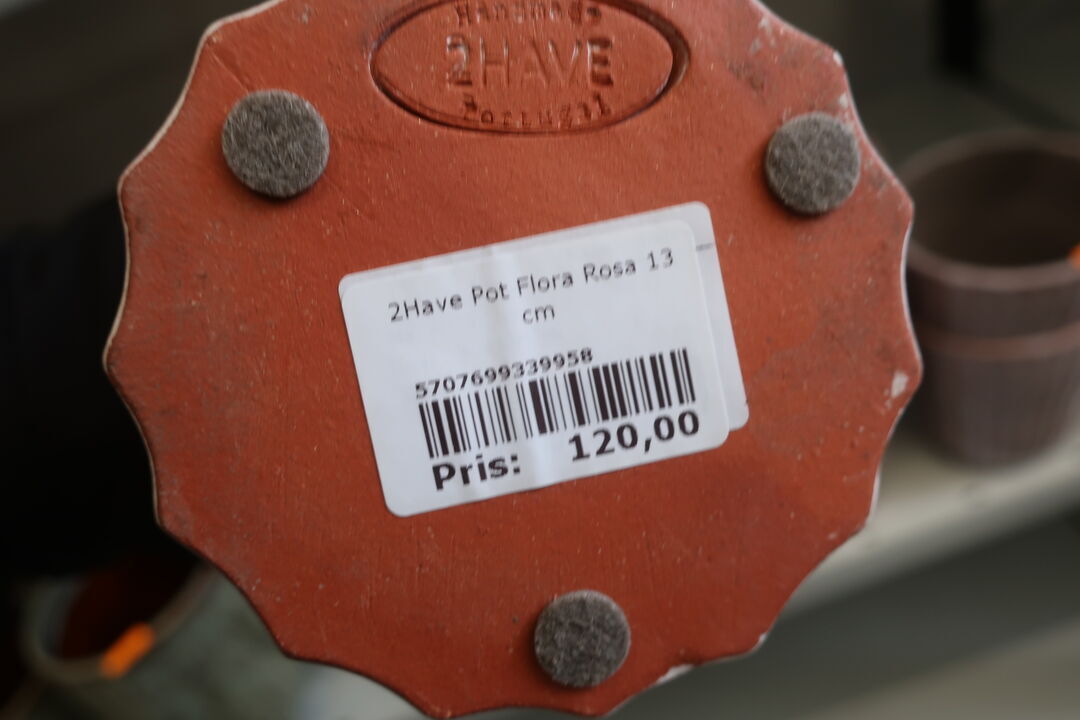 Handmade
2HAVE
Portugal
2Have Pot Flora Rosa 13
cm
5707699339958
Pris: 120,00